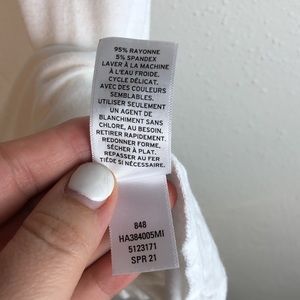 95% RAYONNE
5% SPANDEX
LAVER À LA MACHINE
À L'EAU FROIDE.
CYCLE DÉLICAT.
AVEC DES COULEURS
SEMBLABLES.
UTILISER SEULEMENT
UN AGENT DE
BLANCHIMENT SANS
CHLORE, AU BESOIN.
RETIRER RAPIDEMENT.
REDONNER FORME,
SÉCHER À PLAT.
REPASSER AU FER
TIÈDE SI NÉCESSAIRE.
848
HA384005MI
5123171
SPR 21